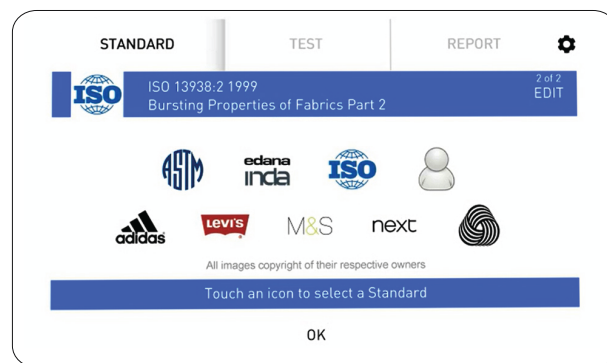 STANDARD TEST REPORT
ISO
ISO 13938:2 1999
2 of 2
EDIT
Bursting Properties of Fabrics Part 2
ASTM
edana
inda
ISO
adidas
LEVI'S
M&S
next
All images copyright of their respective owners
Touch an icon to select a Standard
OK